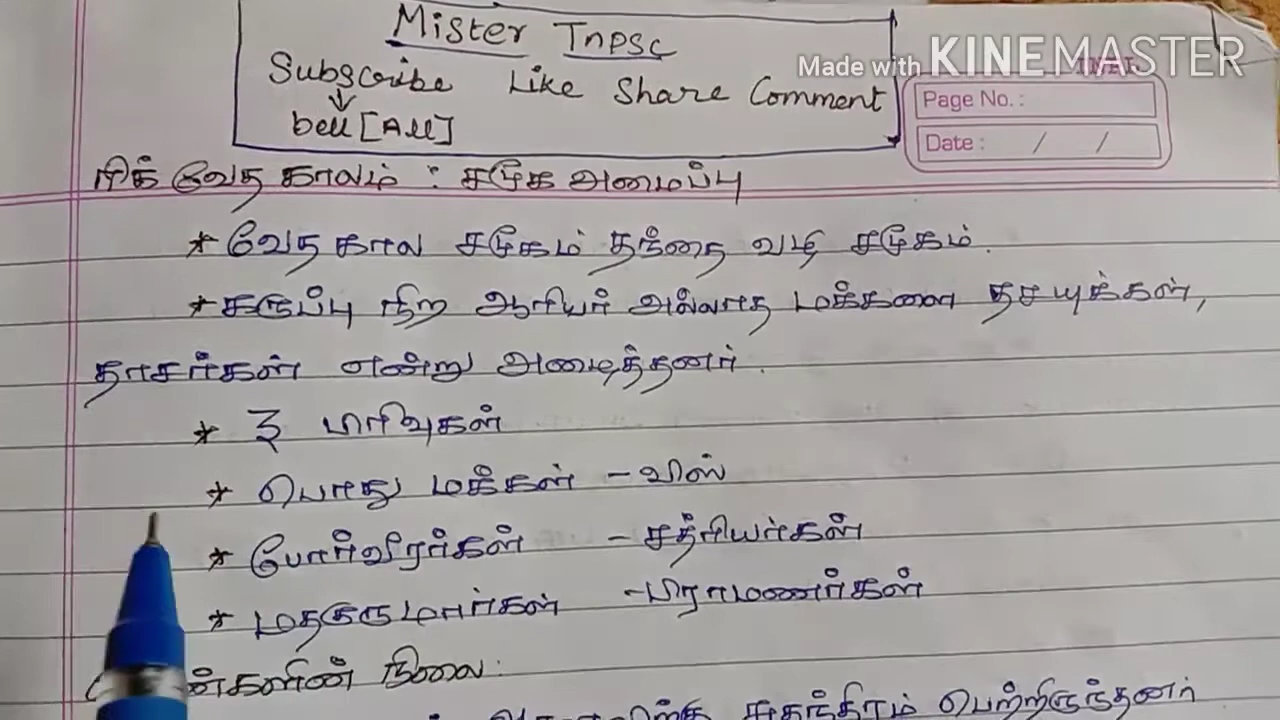 Mister Tnpsc
Made with KINEMASTER
Subscribe Like Share Comment
bell [All]
Page No. :
Date : / /
ரிக் வேத காலம் : சமூக அமைப்பு
* வேத கால சமூகம் தந்தை வழி சமூகம்.
* கருப்பு நிற ஆரியர் அல்லாத மக்களை தசயுக்கள்,
தாசர்கள் என்று அழைத்தனர்.
* 3 பிரிவுகள்
* பொது மக்கள் - விஸ்
* போர்வீரர்கள் - சத்ரியர்கள்
* மதகுருமார்கள் - பிராமணர்கள்
நிலை:
சுதந்திரம் பெற்றிருந்தனர்